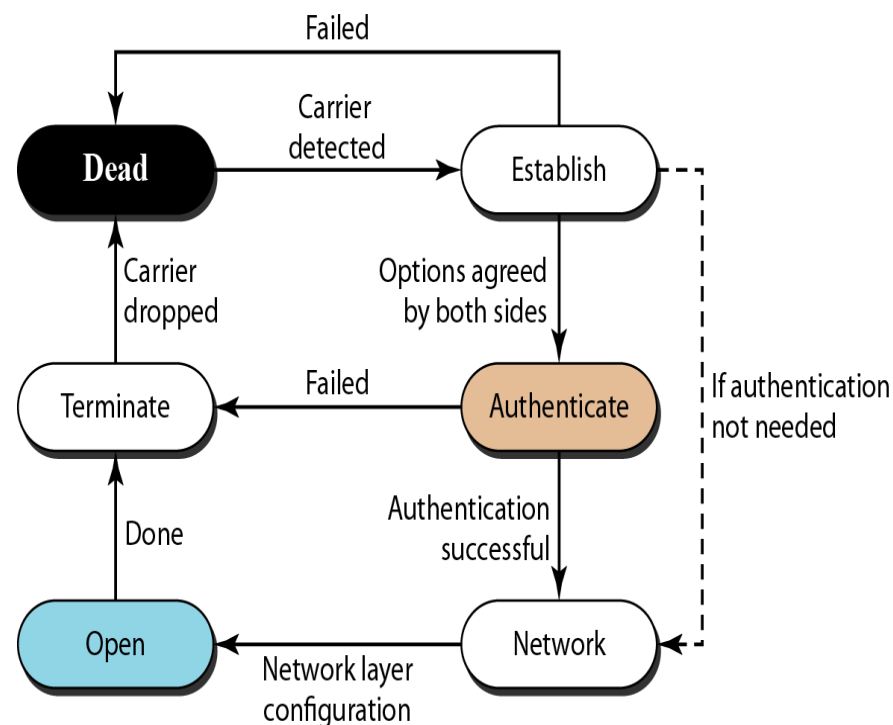 Failed
Carrier
detected
Dead
Establish
Carrier
dropped
Options agreed
by both sides
Failed
Terminate
Authenticate
If authentication
not needed
Done
Authentication
successful
Open
Network
Network layer
configuration